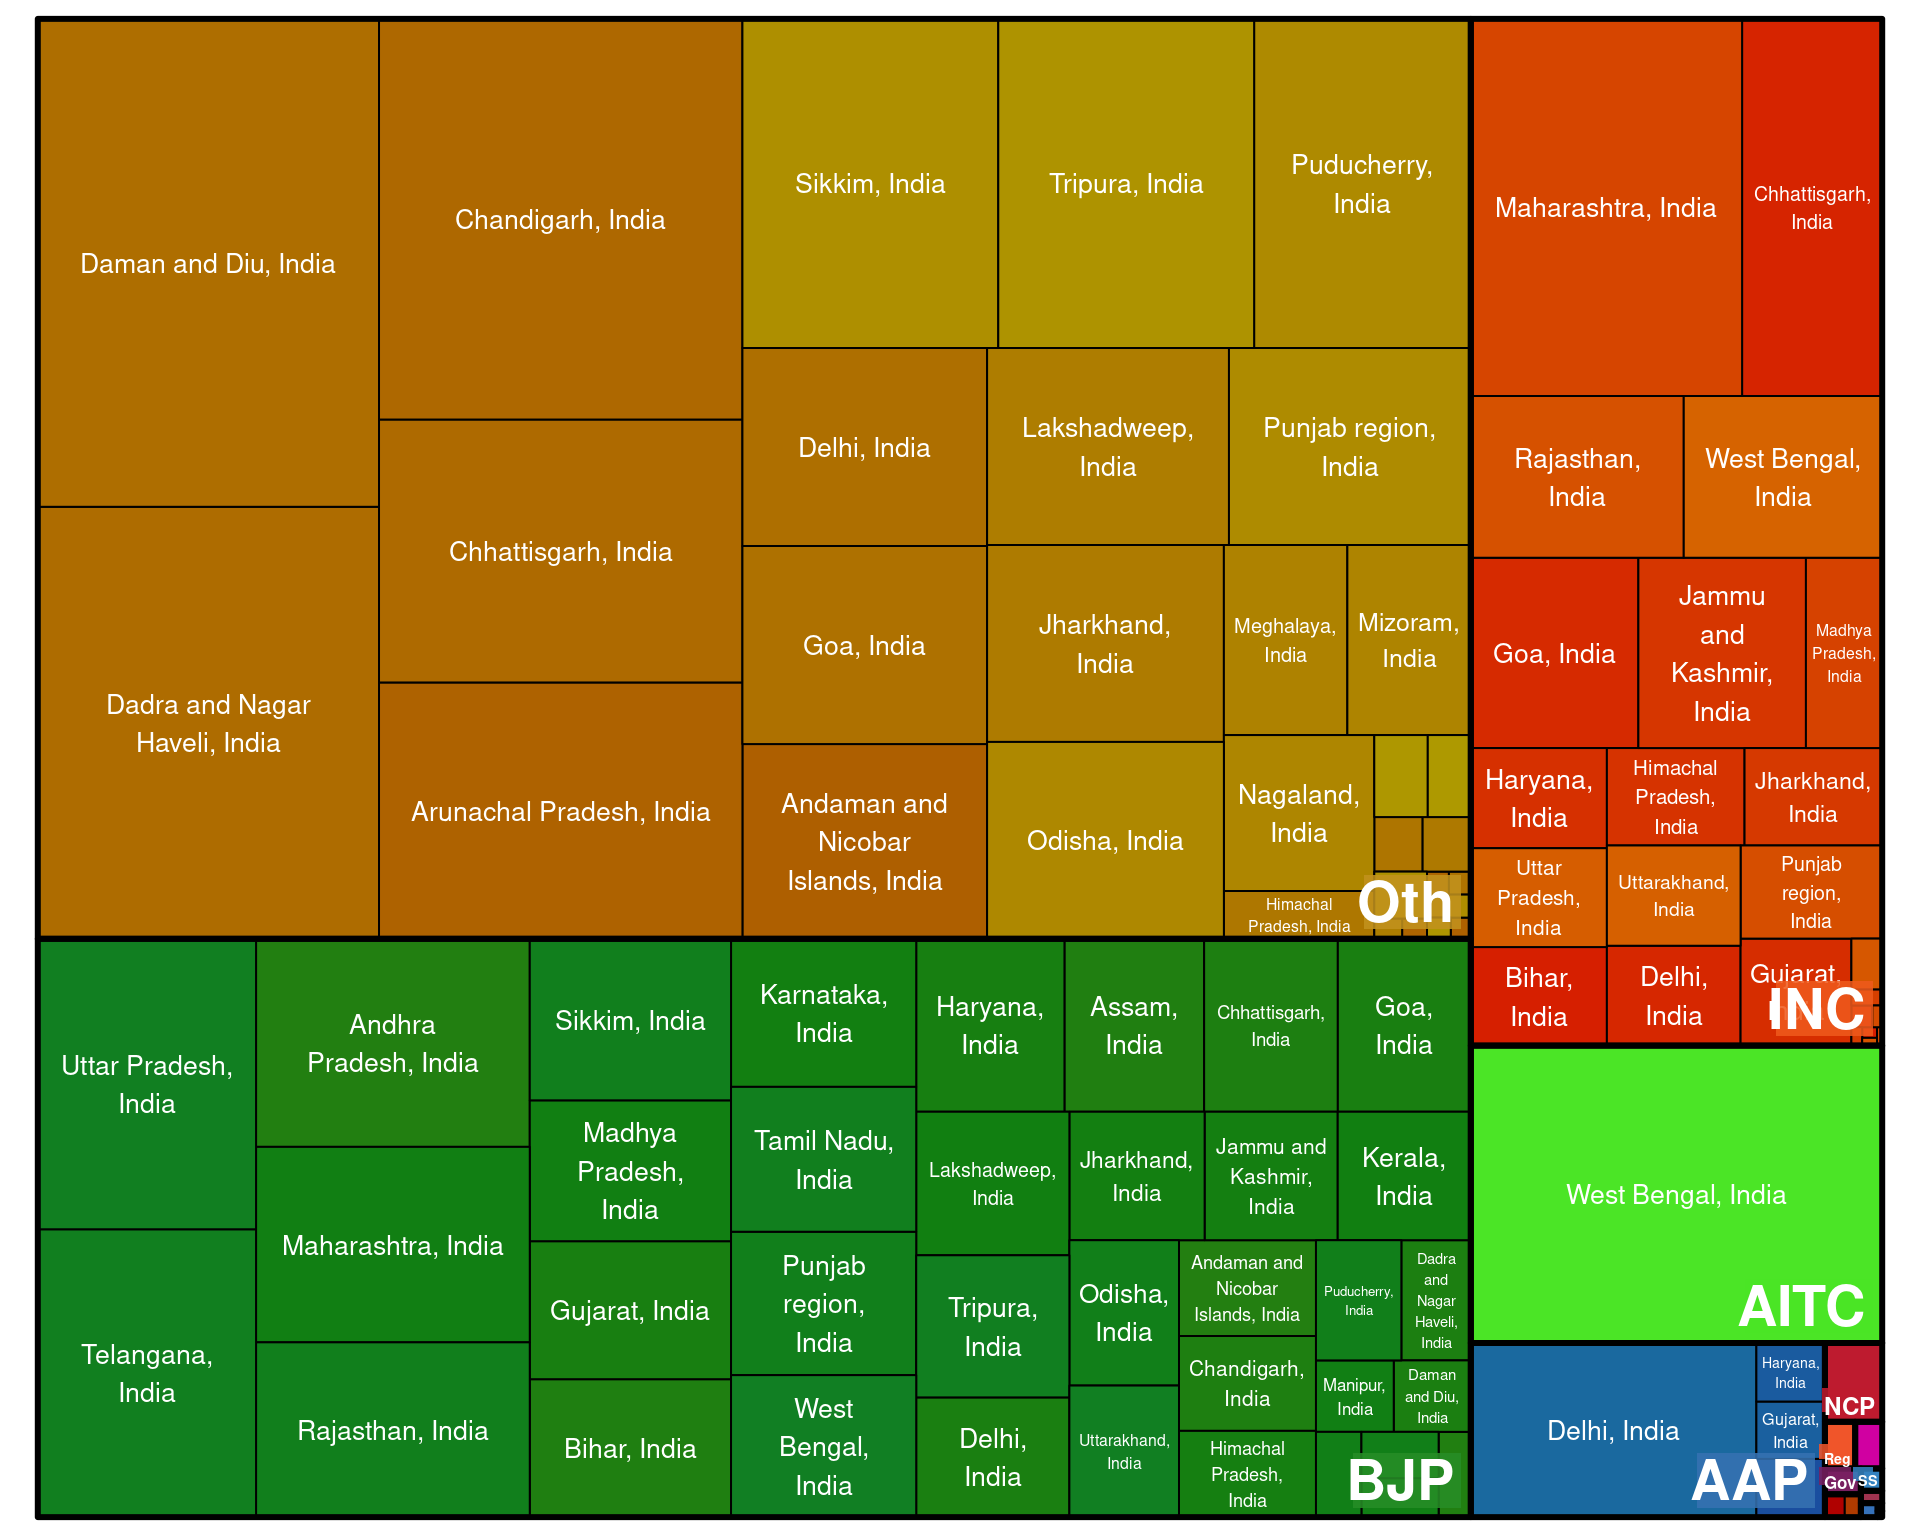 Daman and Diu, India
Dadra and Nagar
Haveli, India
Chandigarh, India
Chhattisgarh, India
Arunachal Pradesh, India
Sikkim, India
Tripura, India
Puducherry,
India
Delhi, India
Lakshadweep,
India
Punjab region,
India
Goa, India
Jharkhand,
India
Meghalaya,
India
Mizoram,
India
Andaman and
Nicobar
Islands, India
Odisha, India
Nagaland,
India
Himachal
Pradesh, India
Oth
Maharashtra, India
Chhattisgarh,
India
Rajasthan,
India
West Bengal,
India
Goa, India
Jammu
and
Kashmir,
India
Madhya
Pradesh,
India
Haryana,
India
Himachal
Pradesh,
India
Jharkhand,
India
Uttar
Pradesh,
India
Uttarakhand,
India
Punjab
region,
India
Bihar,
India
Delhi,
India
Gujarat,
INC
Uttar Pradesh,
India
Telangana,
India
Andhra
Pradesh, India
Maharashtra, India
Rajasthan, India
Sikkim, India
Madhya
Pradesh,
India
Gujarat, India
Bihar, India
Karnataka,
India
Tamil Nadu,
India
Punjab
region,
India
West
Bengal,
India
Haryana,
India
Assam,
India
Chhattisgarh,
India
Goa,
India
Lakshadweep,
India
Jharkhand,
India
Jammu and
Kashmir,
India
Kerala,
India
Tripura,
India
Delhi,
India
Odisha,
India
Uttarakhand,
India
Andaman and
Nicobar
Islands, India
Chandigarh,
India
Himachal
Pradesh,
India
Puducherry,
India
Dadra
and
Nagar
Haveli,
India
Manipur,
India
Daman
and Diu,
India
BJP
West Bengal, India
AITC
Delhi, India
Haryana,
India
Gujarat,
India
AAP
NCP
Reg
Gov
SS